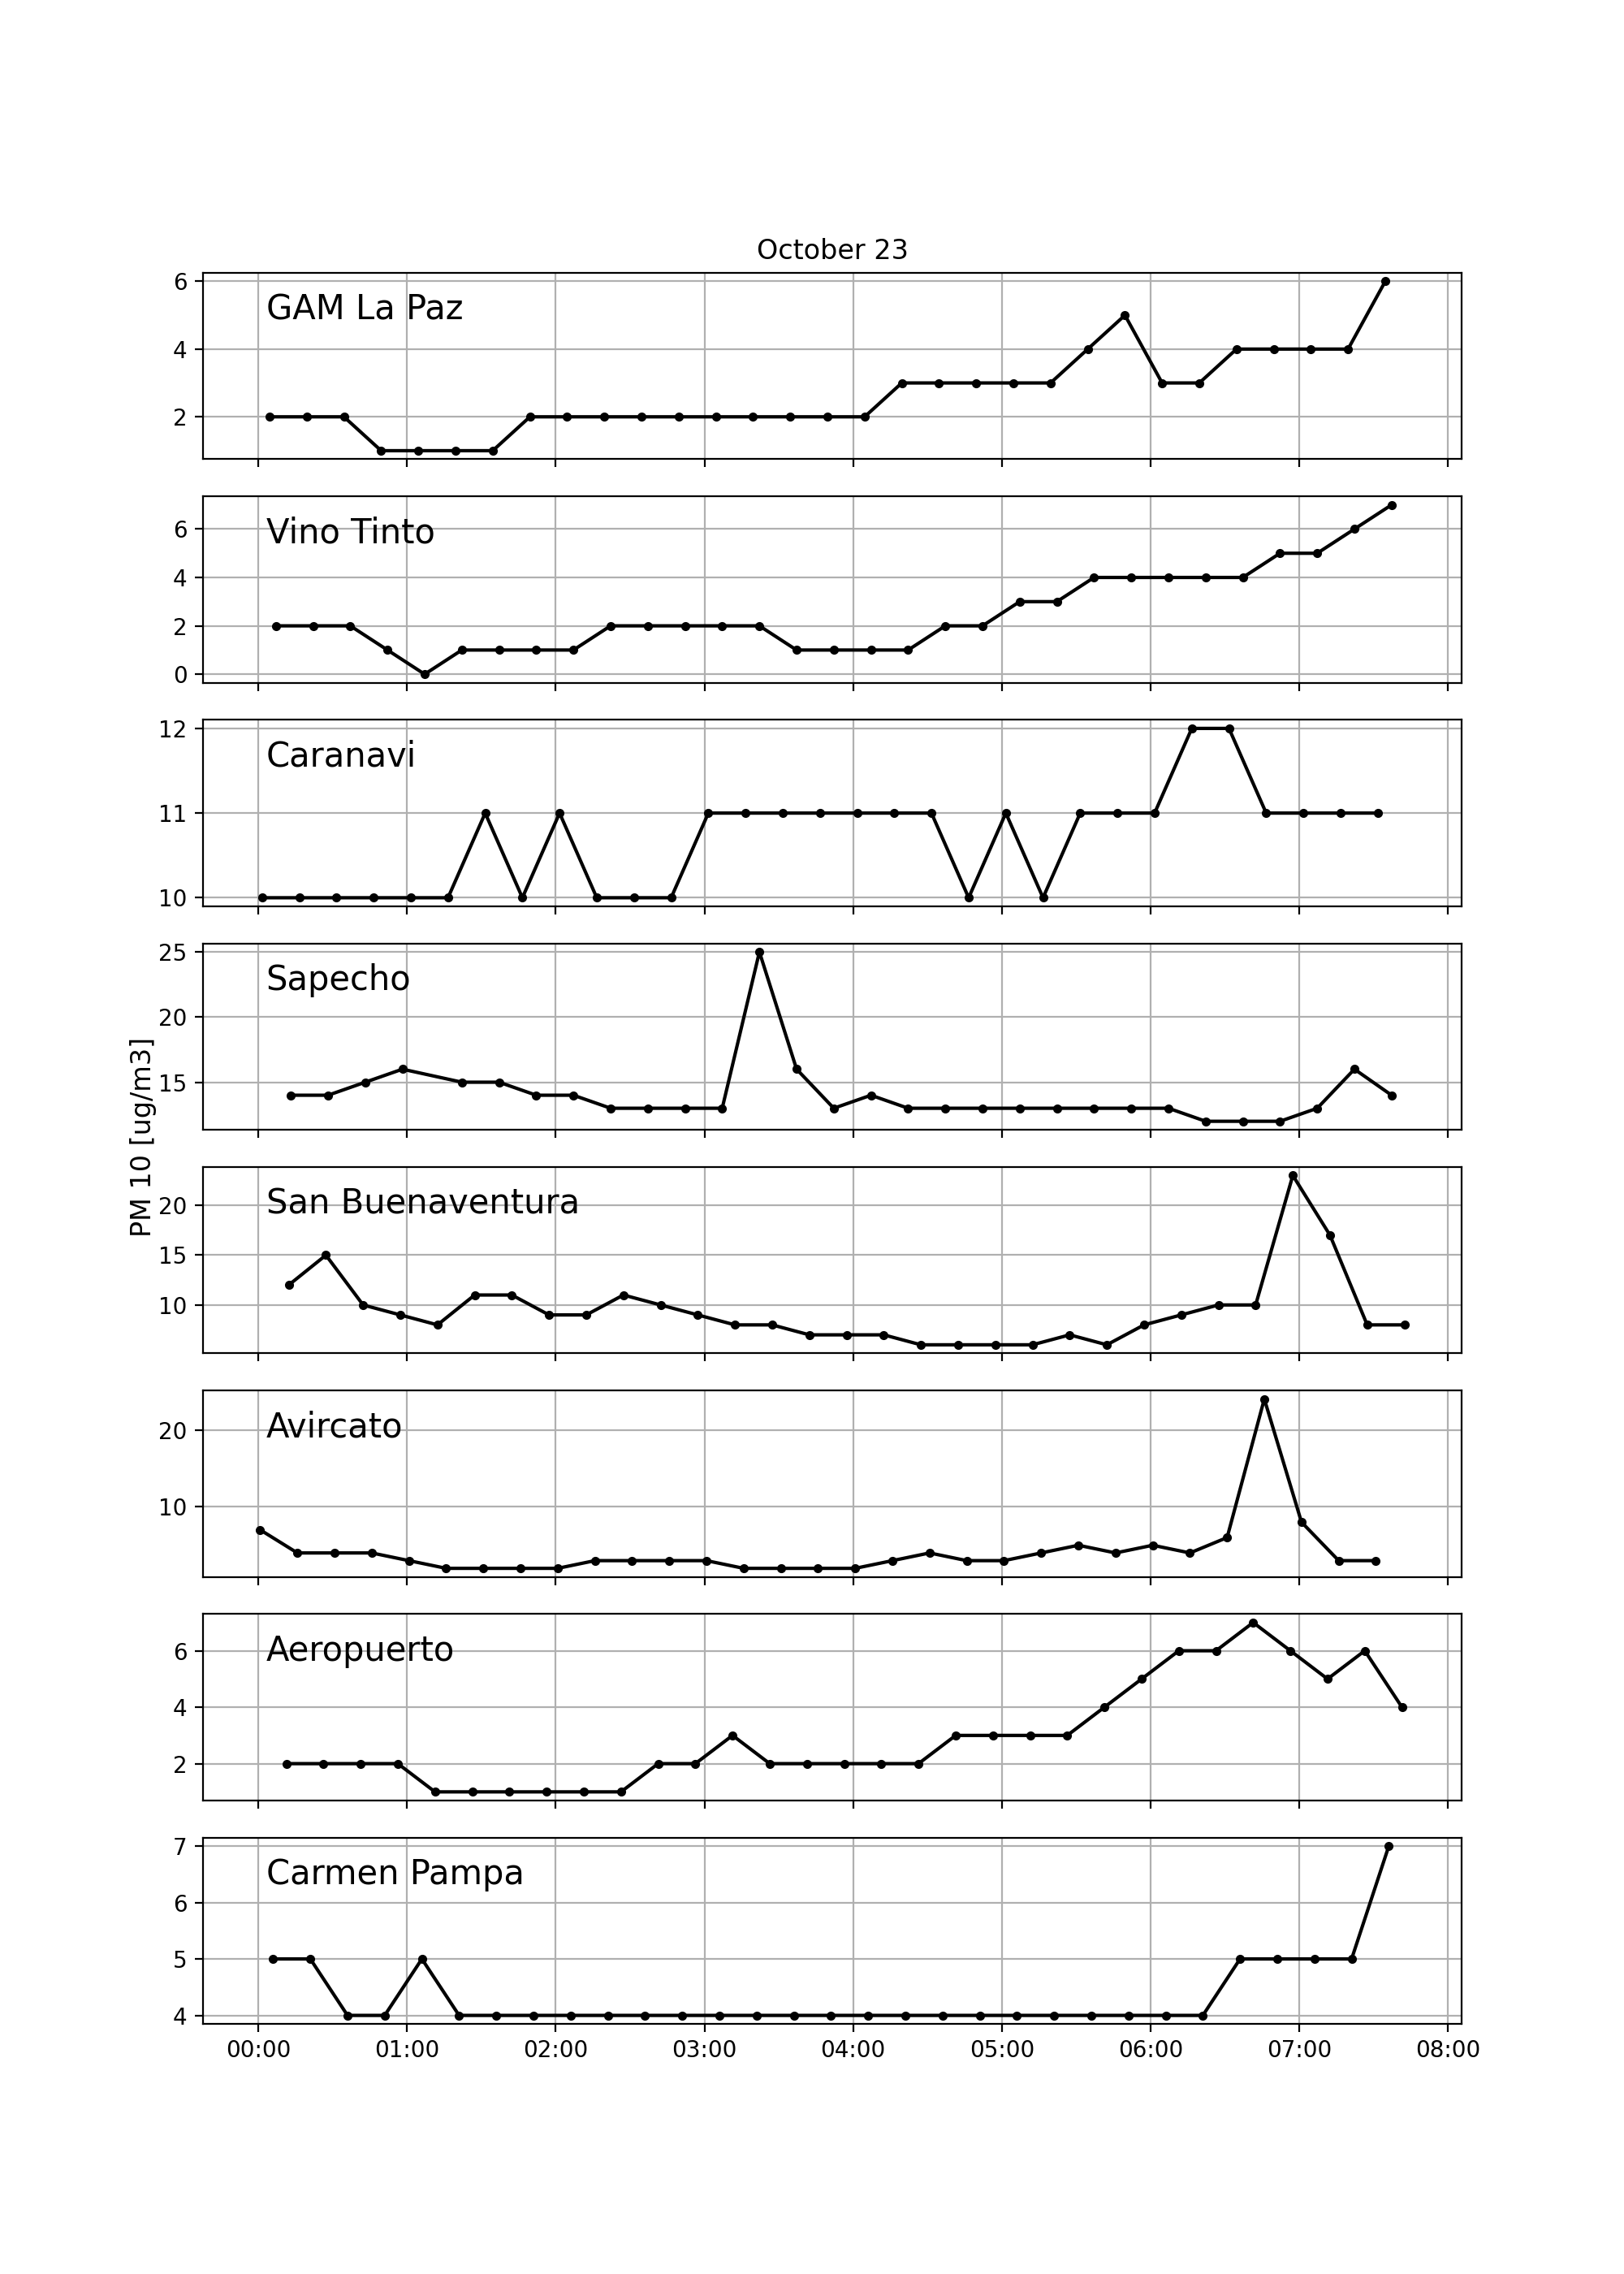 October 23
PM 10 [ug/m3]
GAM La Paz
6
4
2
Vino Tinto
6
4
2
0
Caranavi
12
11
10
Sapecho
25
20
15
San Buenaventura
20
15
10
Avircato
20
10
Aeropuerto
6
4
2
Carmen Pampa
7
6
5
4
00:00 01:00 02:00 03:00 04:00 05:00 06:00 07:00 08:00